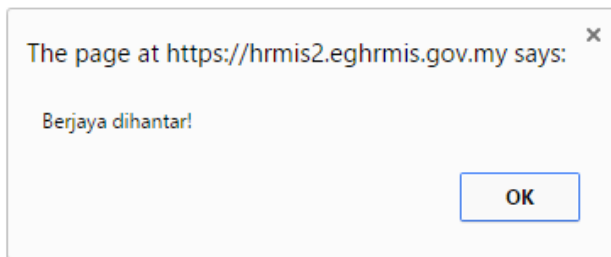 The page at https://hrmis2.eghrmis.gov.my says:
Berjaya dihantar!
OK